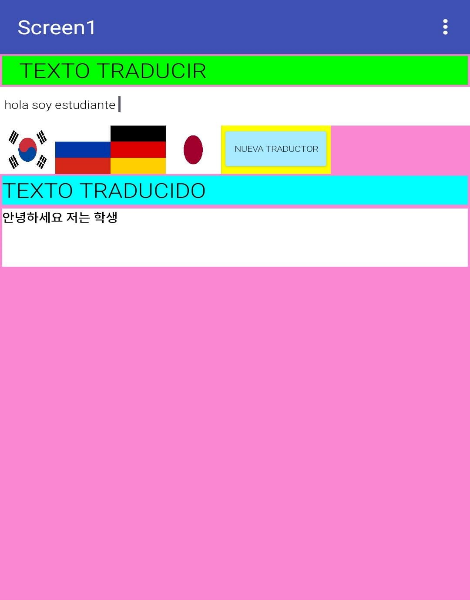 Screen1
TEXTO TRADUCIR
hola soy estudiante
NUEVA TRADUCTOR
TEXTO TRADUCIDO
안녕하세요 저는 학생